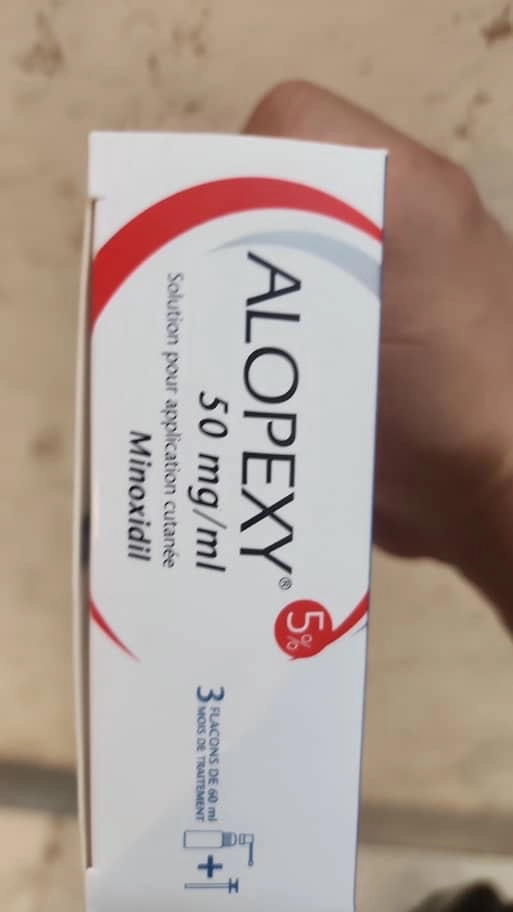 ALOPEXY® 5%
50 mg/ml
Solution pour application cutanée
Minoxidil
3 FLACONS DE 60 ml
MOIS DE TRAITEMENT
+